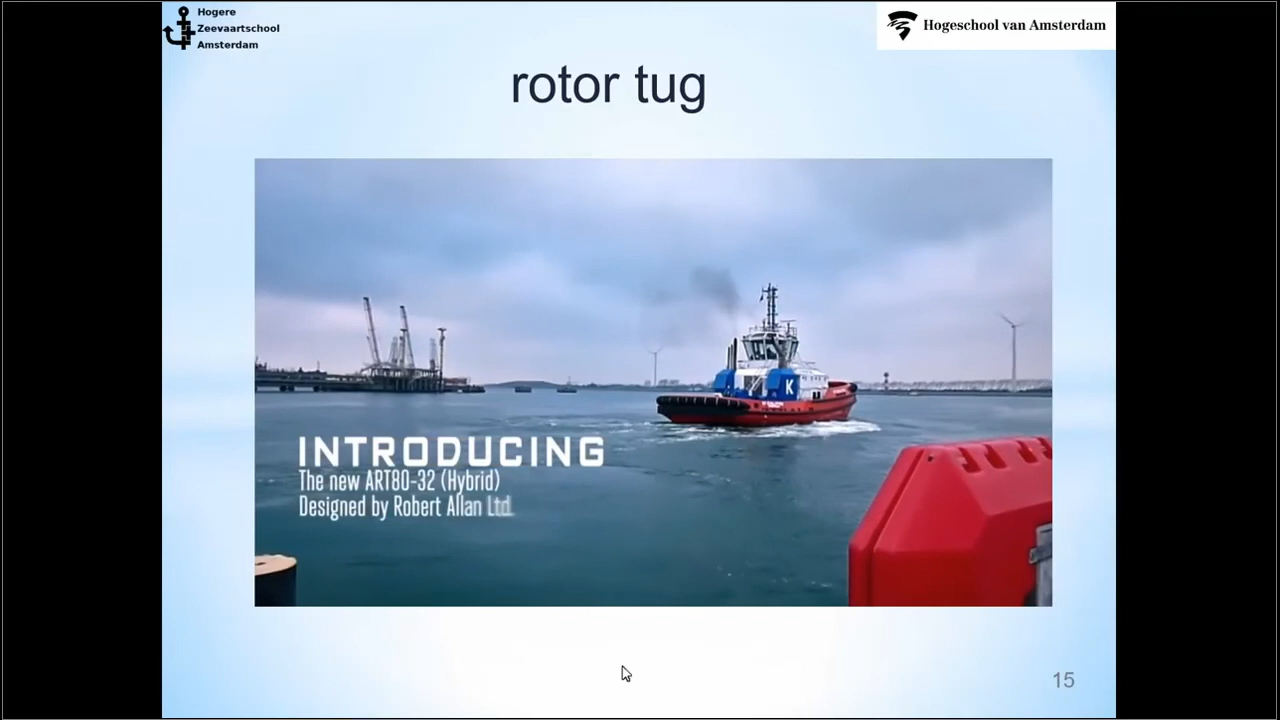 Hogere
Zeevaartschool
Amsterdam
Hogeschool van Amsterdam
rotor tug
K
INTRODUCING
The new ART80-32 (Hybrid)
Designed by Robert Allan Ltd.
15